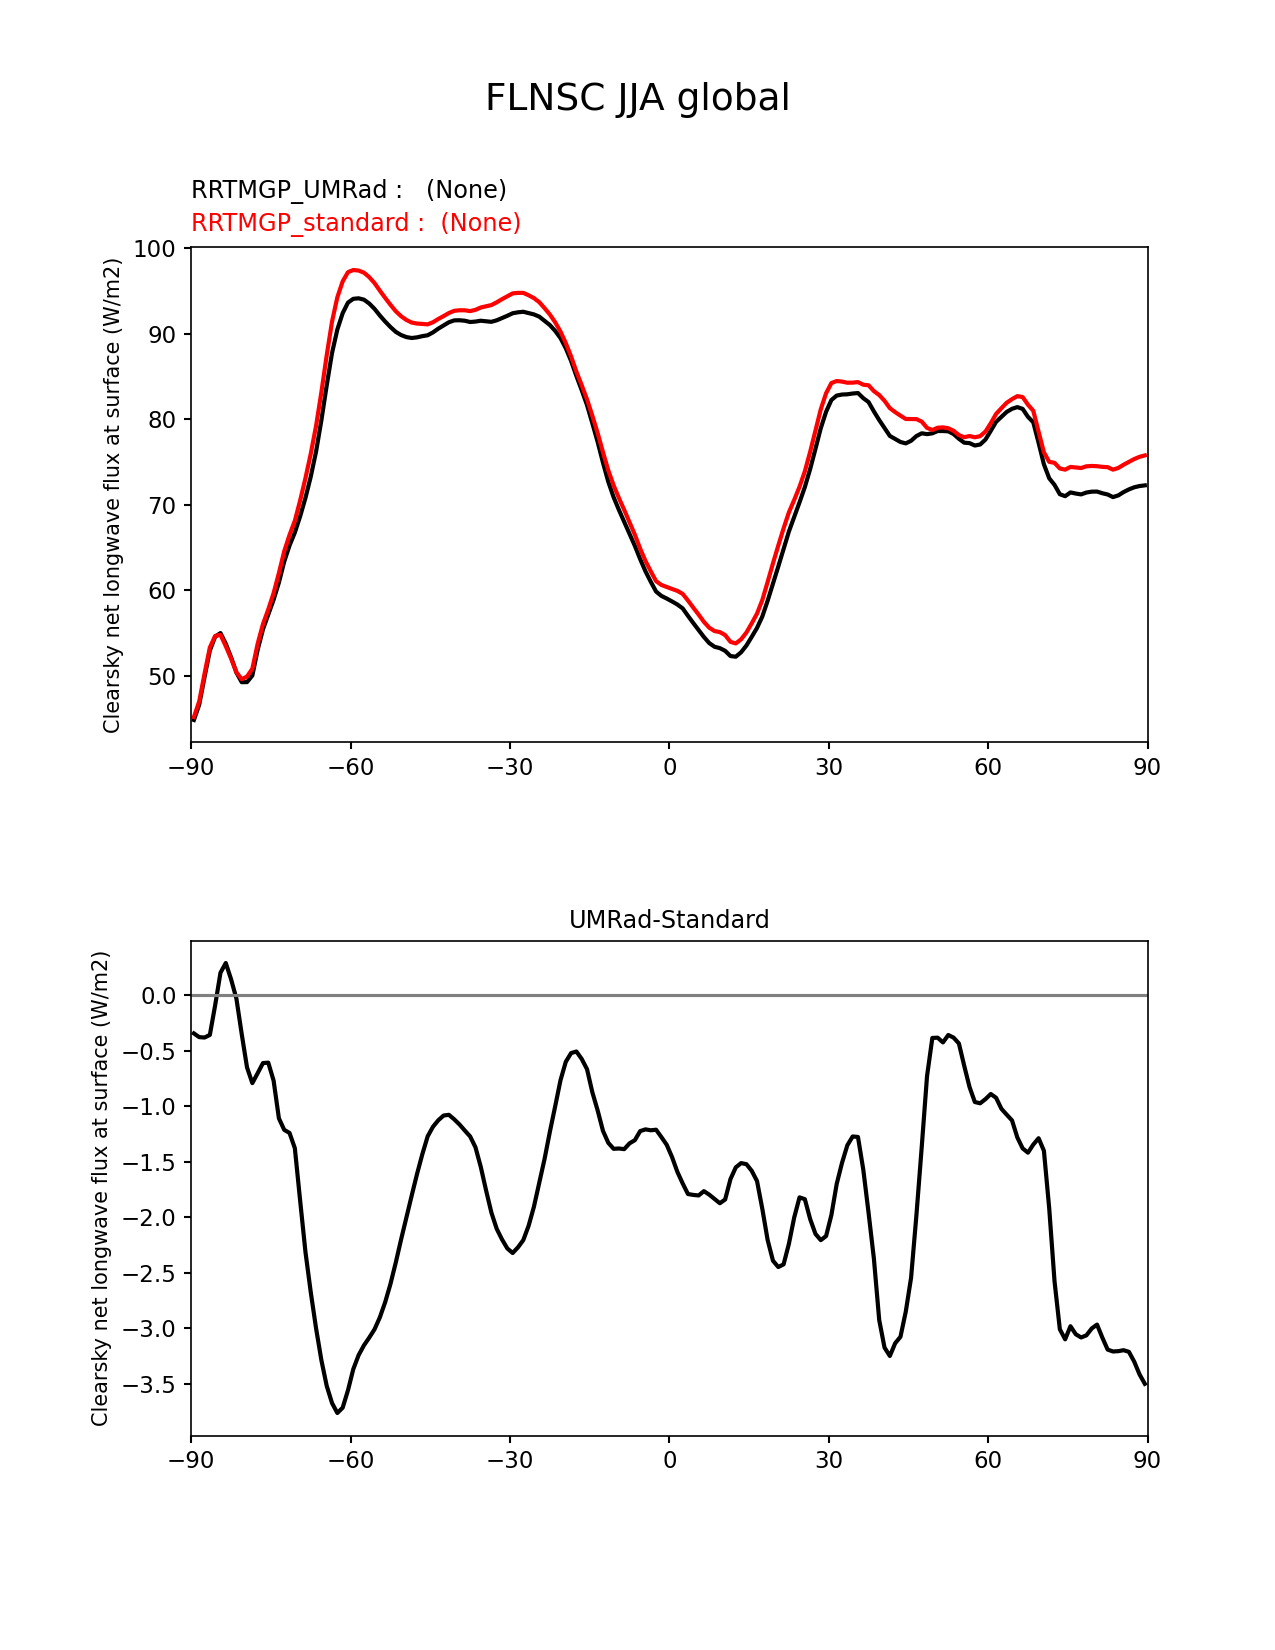 FLNSC JJA global
RRTMGP_UMRad :   (None)
RRTMGP_standard :  (None)
Clearsky net longwave flux at surface (W/m2)
100
90
80
70
60
50
−90 −60 −30 0 30 60 90
UMRad-Standard
Clearsky net longwave flux at surface (W/m2)
0.0
−0.5
−1.0
−1.5
−2.0
−2.5
−3.0
−3.5
−90 −60 −30 0 30 60 90